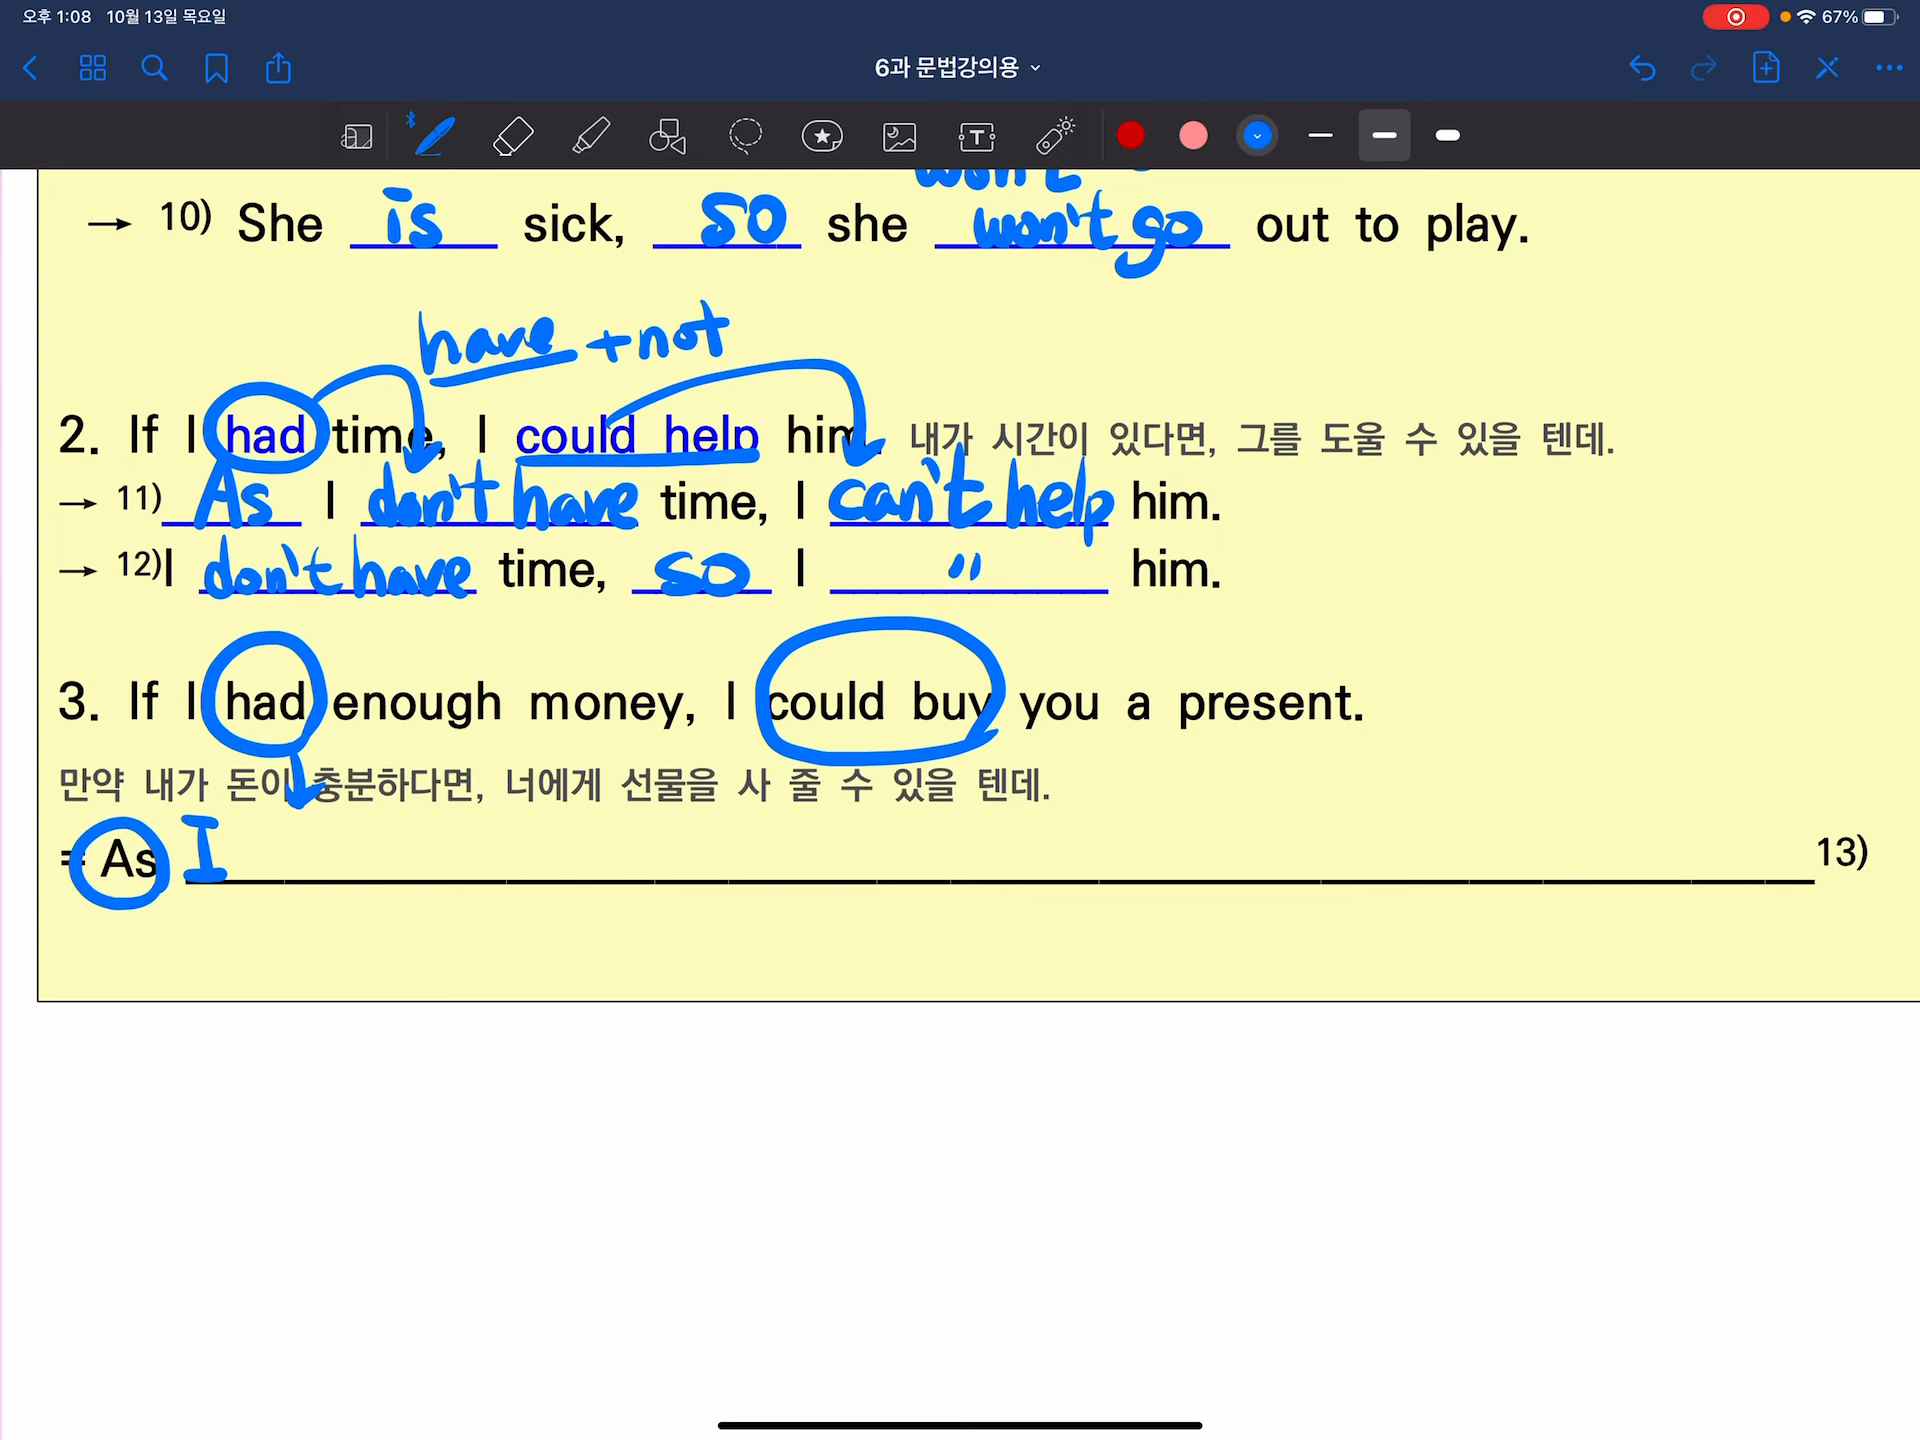 오후 1:08 10월 13일 목요일 67%
6과 문법강의용
won't
→ 10) She is sick, so she won't go out to play.
have + not
2. If I had time, I could help him. 내가 시간이 있다면, 그를 도울 수 있을 텐데.
→ 11) As I don't have time, I can't help him.
→ 12) I don't have time, so I " him.
3. If I had enough money, I could buy you a present.
만약 내가 돈이 충분하다면, 너에게 선물을 사 줄 수 있을 텐데.
= As I 13)